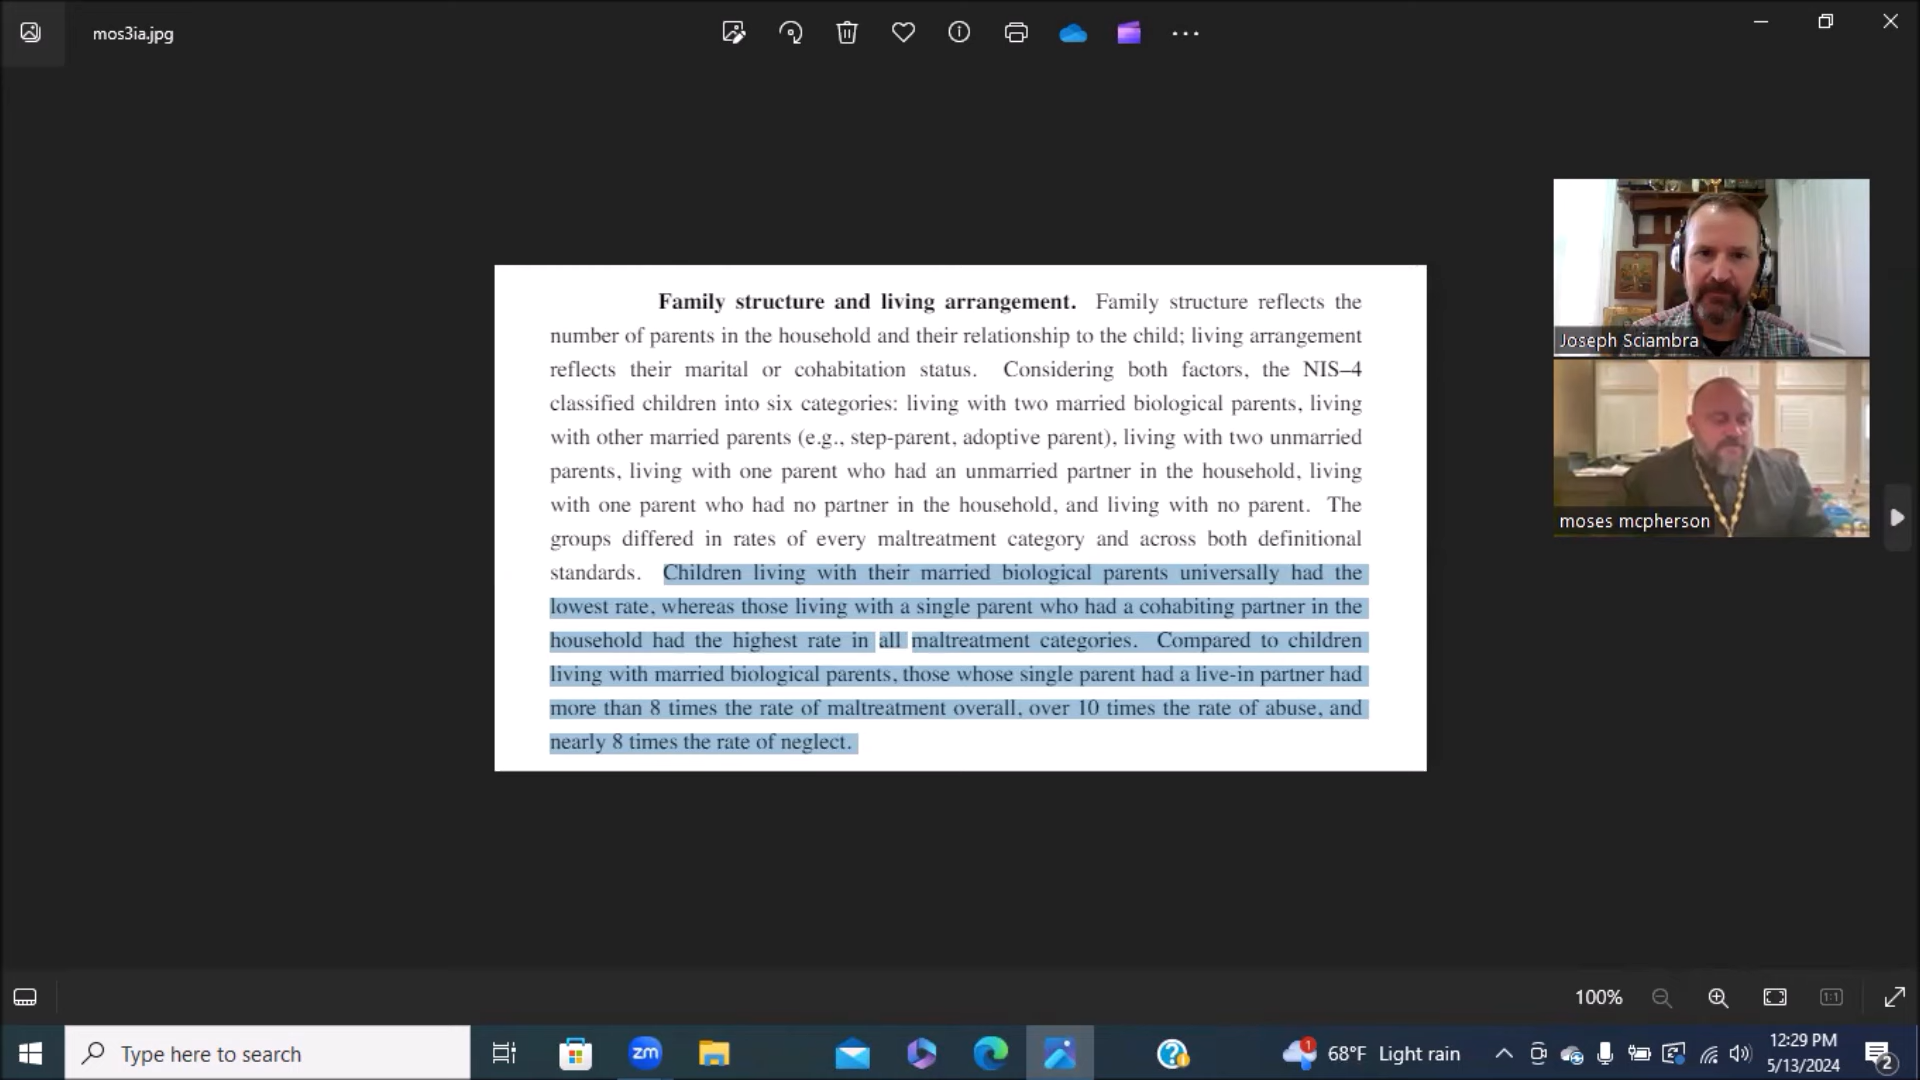 mos3ia.jpg
Family structure and living arrangement. Family structure reflects the
number of parents in the household and their relationship to the child; living arrangement
reflects their marital or cohabitation status. Considering both factors, the NIS–4
classified children into six categories: living with two married biological parents, living
with other married parents (e.g., step-parent, adoptive parent), living with two unmarried
parents, living with one parent who had an unmarried partner in the household, living
with one parent who had no partner in the household, and living with no parent. The
groups differed in rates of every maltreatment category and across both definitional
standards. Children living with their married biological parents universally had the
lowest rate, whereas those living with a single parent who had a cohabiting partner in the
household had the highest rate in all maltreatment categories. Compared to children
living with married biological parents, those whose single parent had a live-in partner had
more than 8 times the rate of maltreatment overall, over 10 times the rate of abuse, and
nearly 8 times the rate of neglect.
Joseph Sciambra
moses mcpherson
100%
1:1
Type here to search
zm
1
68°F Light rain
12:29 PM
5/13/2024
2